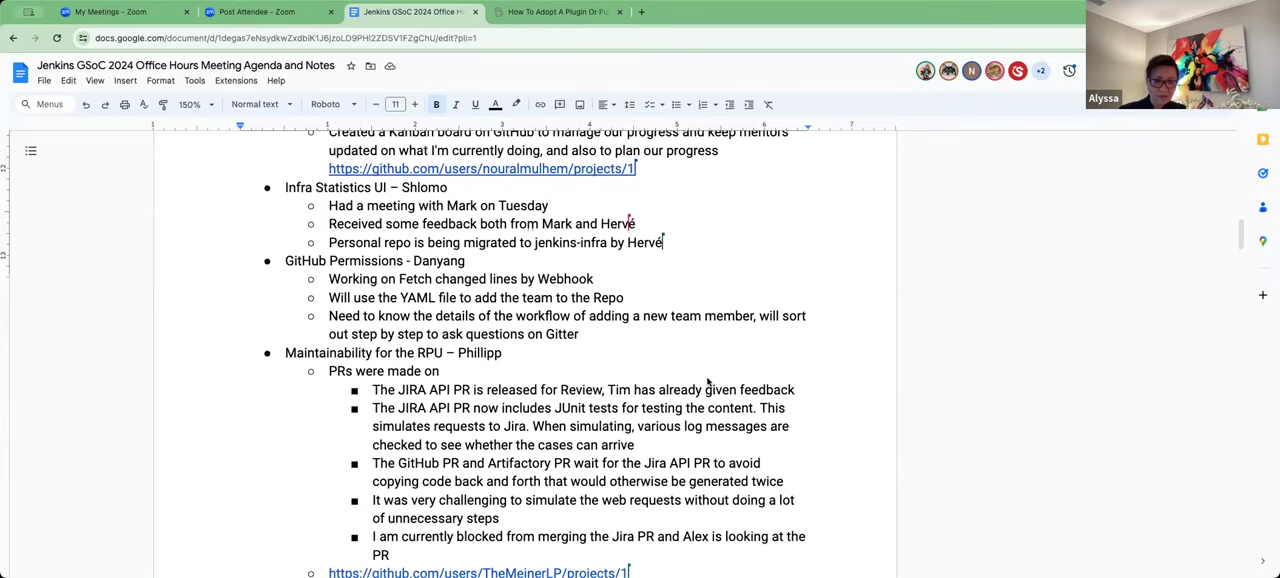 My Meetings - Zoom
Post Attendee - Zoom
Jenkins GSoC 2024 Office Ho
How To Adopt A Plugin Or Pu
docs.google.com/document/d/1degas7eNsydkwZxdbiK1J6jzoLD9PHI2ZDSV1FZgChU/edit?pli=1
Jenkins GSoC 2024 Office Hours Meeting Agenda and Notes
File Edit View Insert Format Tools Extensions Help
N
+2
Menus 150% Normal text Roboto 11 B I U A
Alyssa
1 1 2 3 4 5 6 7
12
13
Created a Kanban board on GitHub to manage our progress and keep mentors
updated on what I'm currently doing, and also to plan our progress
https://github.com/users/nouralmulhem/projects/1
● Infra Statistics UI – Shlomo
○ Had a meeting with Mark on Tuesday
○ Received some feedback both from Mark and Hervé
○ Personal repo is being migrated to jenkins-infra by Hervé
● GitHub Permissions - Danyang
○ Working on Fetch changed lines by Webhook
○ Will use the YAML file to add the team to the Repo
○ Need to know the details of the workflow of adding a new team member, will sort
out step by step to ask questions on Gitter
● Maintainability for the RPU – Phillipp
○ PRs were made on
■ The JIRA API PR is released for Review, Tim has already given feedback
■ The JIRA API PR now includes JUnit tests for testing the content. This
simulates requests to Jira. When simulating, various log messages are
checked to see whether the cases can arrive
■ The GitHub PR and Artifactory PR wait for the Jira API PR to avoid
copying code back and forth that would otherwise be generated twice
■ It was very challenging to simulate the web requests without doing a lot
of unnecessary steps
■ I am currently blocked from merging the Jira PR and Alex is looking at the
PR
○ https://github.com/users/TheMeinerLP/projects/1